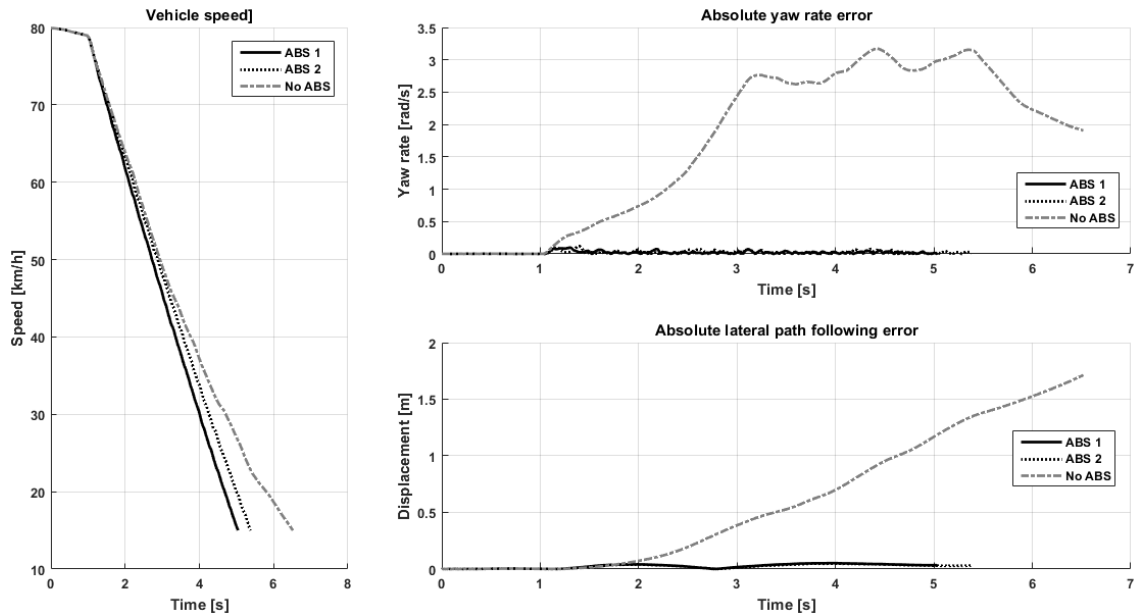 Vehicle speed]
80
70
60
50
40
30
20
10
Speed [km/h]
0 2 4 6 8
Time [s]
ABS 1
ABS 2
No ABS
Absolute yaw rate error
3.5
3
2.5
2
1.5
1
0.5
0
Yaw rate [rad/s]
0 1 2 3 4 5 6 7
Time [s]
ABS 1
ABS 2
No ABS
Absolute lateral path following error
2
1.5
1
0.5
0
Displacement [m]
0 1 2 3 4 5 6 7
Time [s]
ABS 1
ABS 2
No ABS